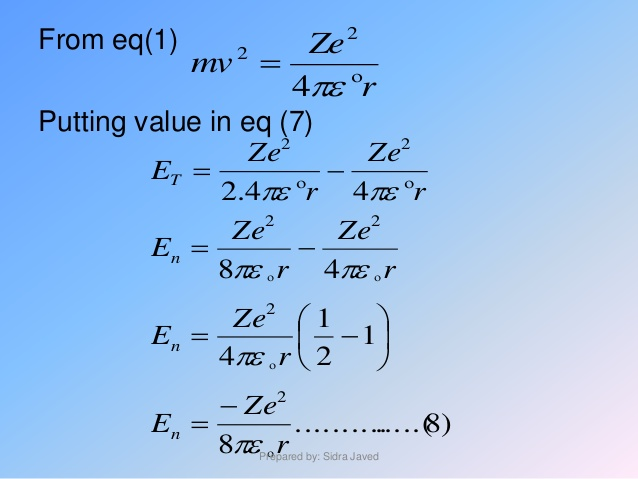 From eq(1) mv² = Ze² / 4πε°r
Putting value in eq (7)
E_T = Ze² / 2.4πε°r − Ze² / 4πε°r
E_n = Ze² / 8πε₀r − Ze² / 4πε₀r
E_n = Ze² / 4πε₀r (1/2 − 1)
E_n = − Ze² / 8πε₀r ................(8)
Prepared by: Sidra Javed